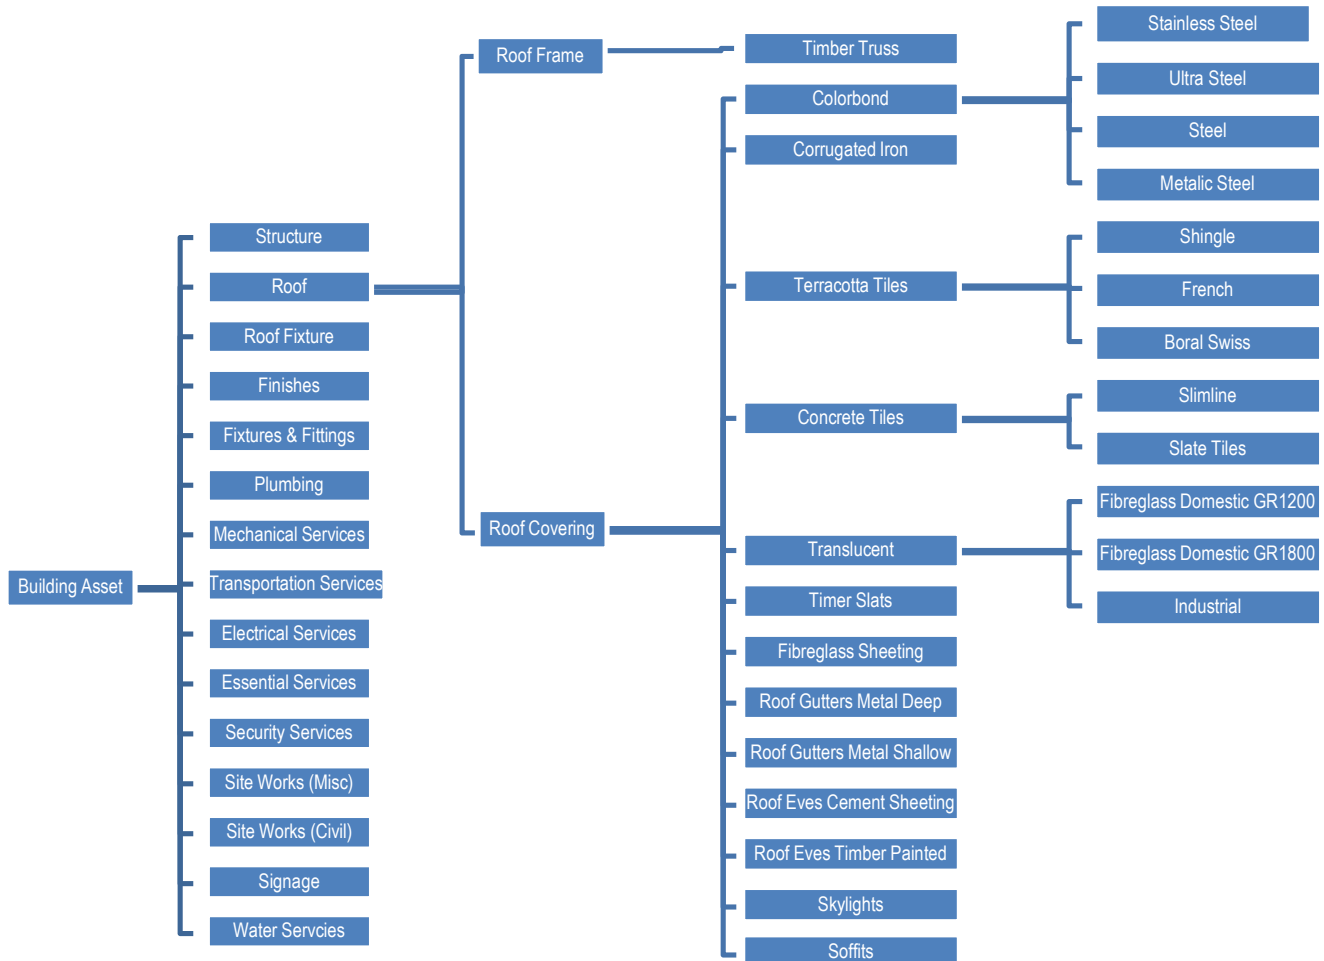 Building Asset
Structure
Roof
Roof Fixture
Finishes
Fixtures & Fittings
Plumbing
Mechanical Services
Transportation Services
Electrical Services
Essential Services
Security Services
Site Works (Misc)
Site Works (Civil)
Signage
Water Servcies
Roof Frame
Roof Covering
Timber Truss
Colorbond
Corrugated Iron
Terracotta Tiles
Concrete Tiles
Translucent
Timer Slats
Fibreglass Sheeting
Roof Gutters Metal Deep
Roof Gutters Metal Shallow
Roof Eves Cement Sheeting
Roof Eves Timber Painted
Skylights
Soffits
Stainless Steel
Ultra Steel
Steel
Metalic Steel
Shingle
French
Boral Swiss
Slimline
Slate Tiles
Fibreglass Domestic GR1200
Fibreglass Domestic GR1800
Industrial